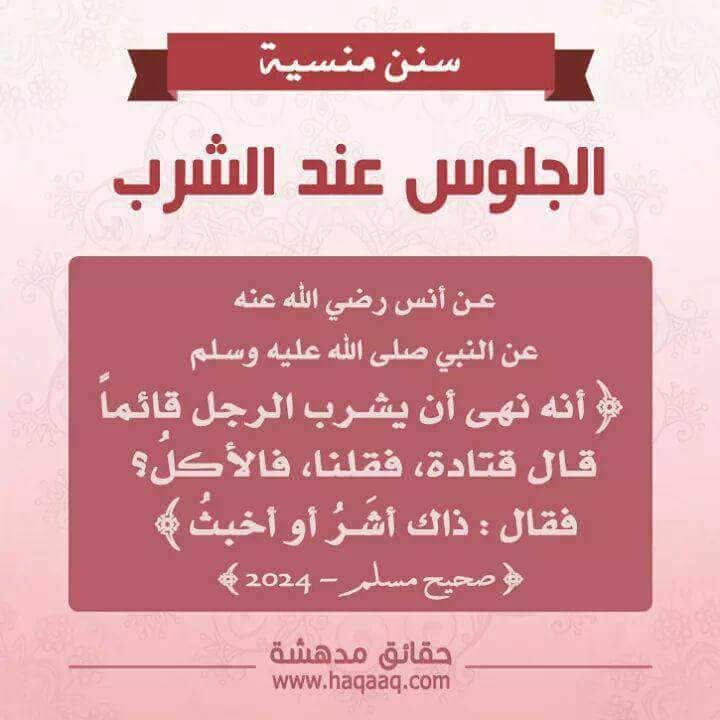 سنن منسية
الجلوس عند الشرب
عن أنس رضي الله عنه
عن النبي صلى الله عليه وسلم
﴿ أنه نهى أن يشرب الرجل قائماً
قال قتادة، فقلنا، فالأكلُ؟
فقال : ذاك أشَرُ أو أخبثُ ﴾
﴿ صحيح مسلم – 2024 ﴾
حقائق مدهشة
www.haqaaq.com